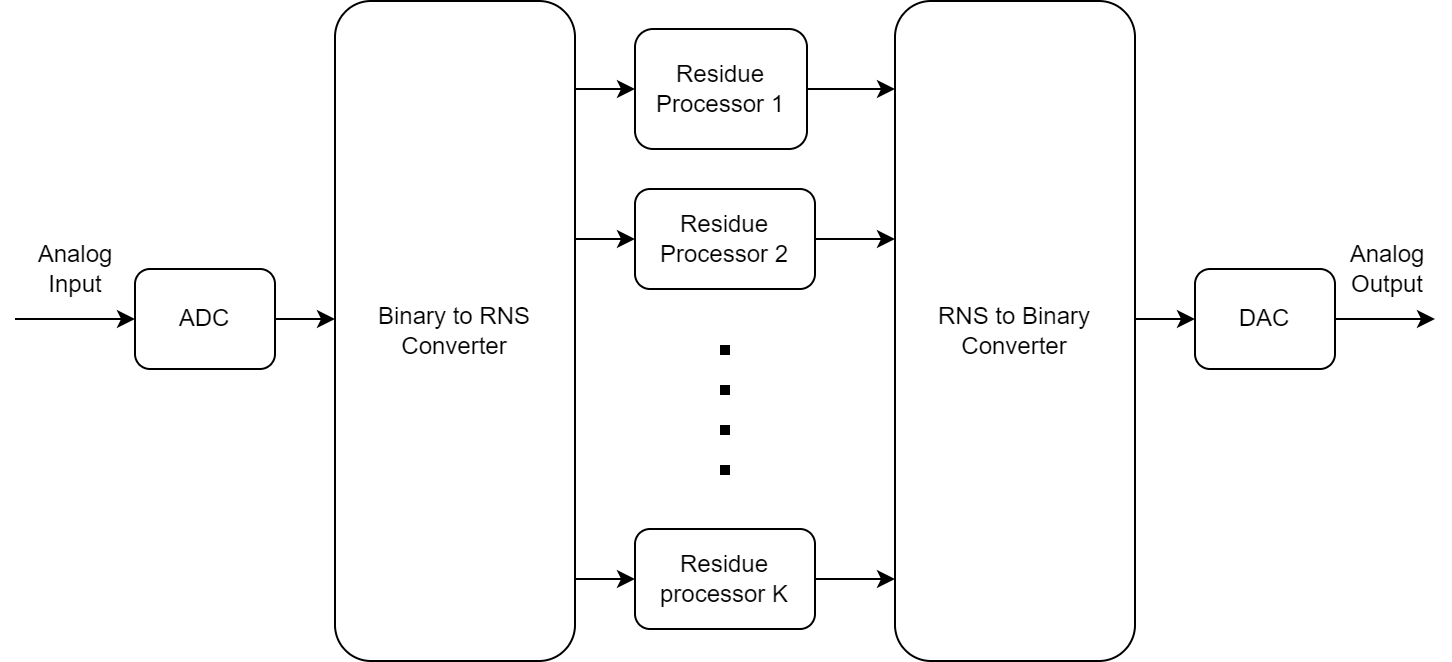 Analog
Input
ADC
Binary to RNS
Converter
Residue
Processor 1
Residue
Processor 2
Residue
processor K
RNS to Binary
Converter
DAC
Analog
Output